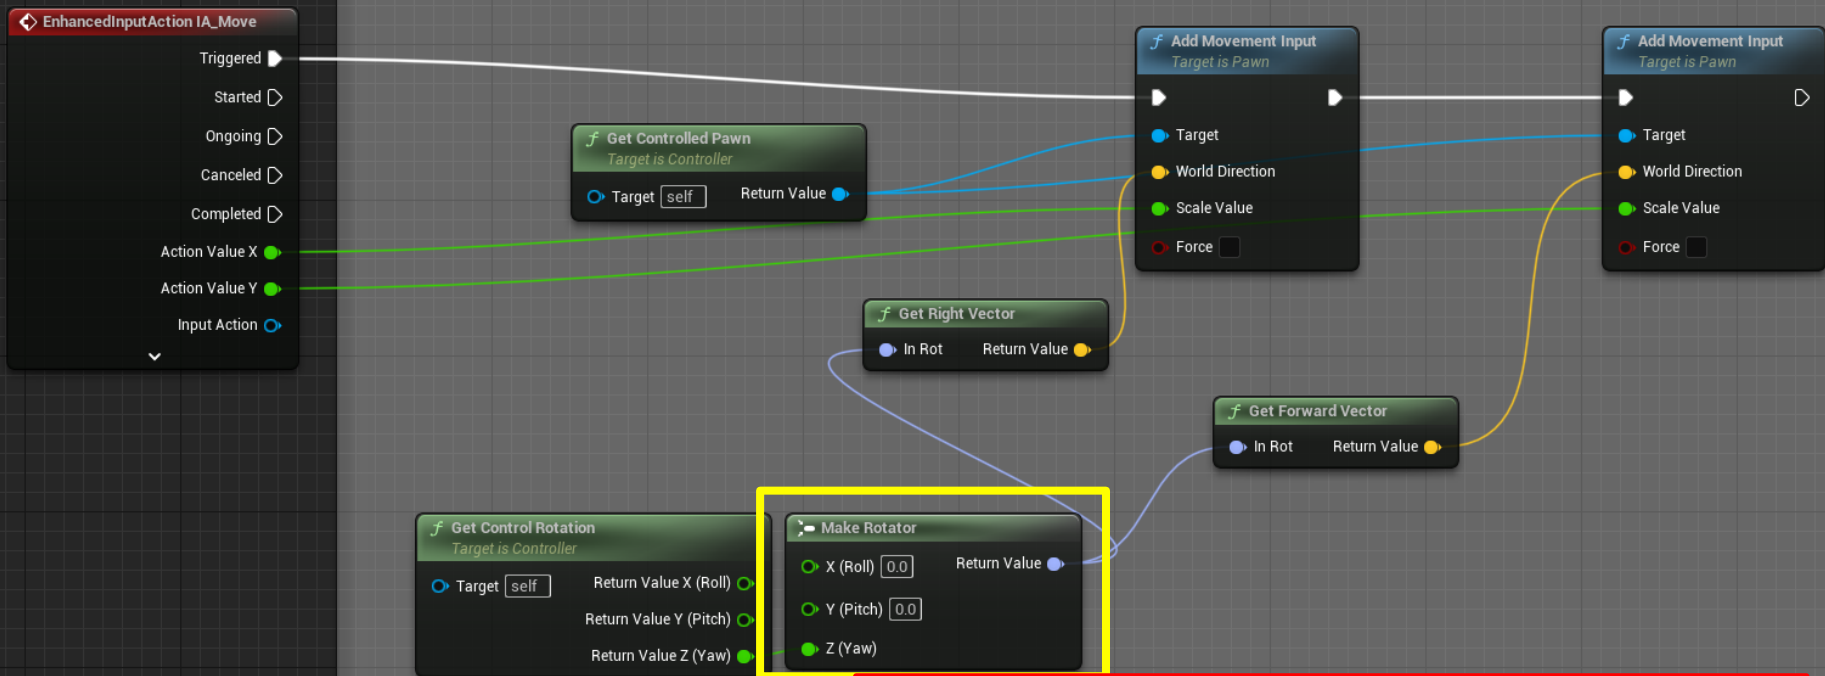 EnhancedInputAction IA_Move
Triggered
Started
Ongoing
Canceled
Completed
Action Value X
Action Value Y
Input Action
Get Controlled Pawn
Target is Controller
Target self Return Value
Add Movement Input
Target is Pawn
Target
World Direction
Scale Value
Force
Add Movement Input
Target is Pawn
Target
World Direction
Scale Value
Force
Get Right Vector
In Rot Return Value
Get Forward Vector
In Rot Return Value
Get Control Rotation
Target is Controller
Target self Return Value X (Roll)
Return Value Y (Pitch)
Return Value Z (Yaw)
Make Rotator
X (Roll) 0.0 Return Value
Y (Pitch) 0.0
Z (Yaw)